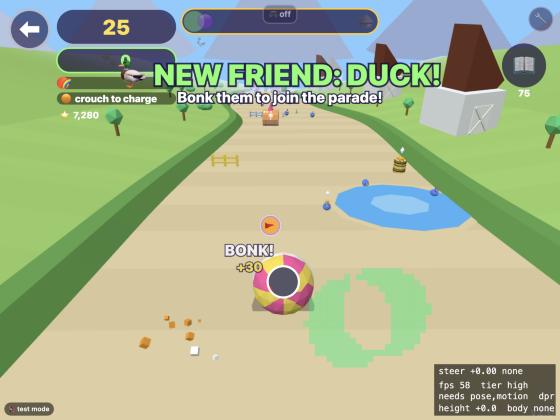 25
off
NEW FRIEND: DUCK!
Bonk them to join the parade!
crouch to charge
7,280
75
BONK!
+30
steer +0.00 none
fps 58 tier high
needs pose,motion dpr
height +0.0 body none
test mode